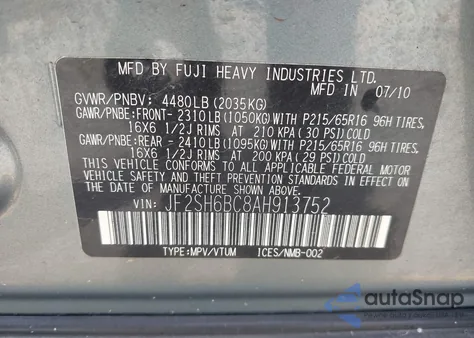 MFD BY FUJI HEAVY INDUSTRIES LTD.
MFD IN 07/10
GVWR/PNBV: 4480LB(2035KG)
GAWR/PNBE:FRONT- 2310LB(1050KG)WITH P215/65R16 96H TIRES,
16X6 1/2J RIMS AT 210 KPA(30 PSI)COLD
GAWR/PNBE:REAR - 2410LB(1095KG)WITH P215/65R16 96H TIRES,
16X6 1/2J RIMS AT 200 KPA(29 PSI)COLD
THIS VEHICLE CONFORMS TO ALL APPLICABLE FEDERAL MOTOR
VEHICLE SAFETY AND THEFT PREVENTION STANDARDS IN EFFECT
ON THE DATE OF MANUFACTURE SHOWN ABOVE.
VIN: JF2SH6BC8AH913752
TYPE:MPV/VTUM ICES/NMB-002
autoSnap